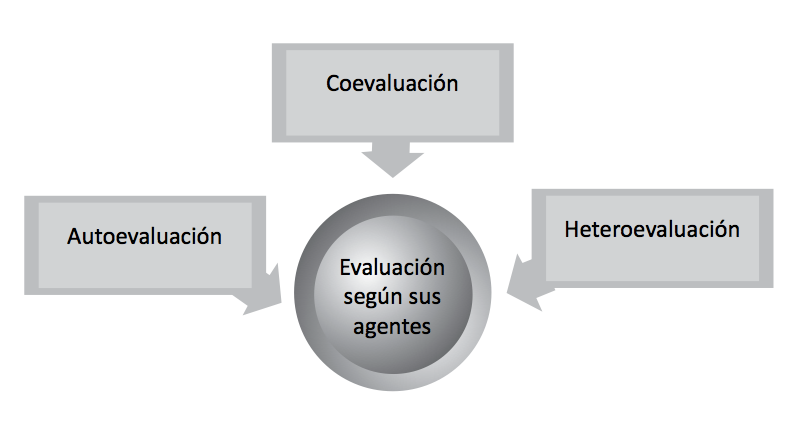 Coevaluación
Autoevaluación
Heteroevaluación
Evaluación
según sus
agentes